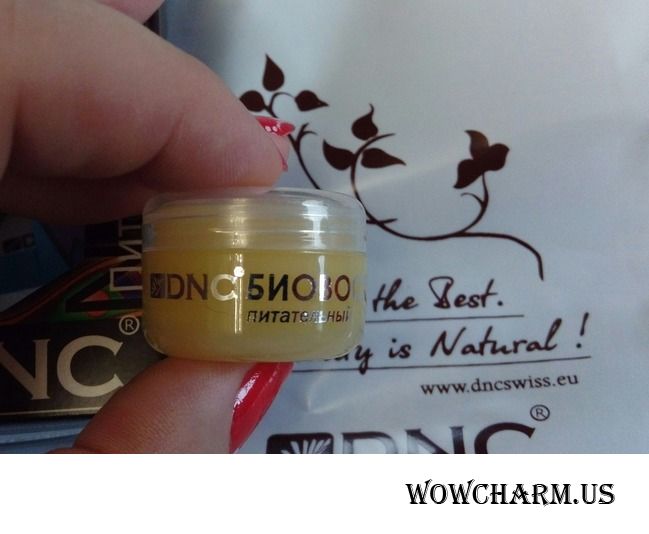 DNC БИОВО
питательный
the Best.
is Natural!
www.dncswiss.eu
DNC®
NC®
WOWCHARM.US